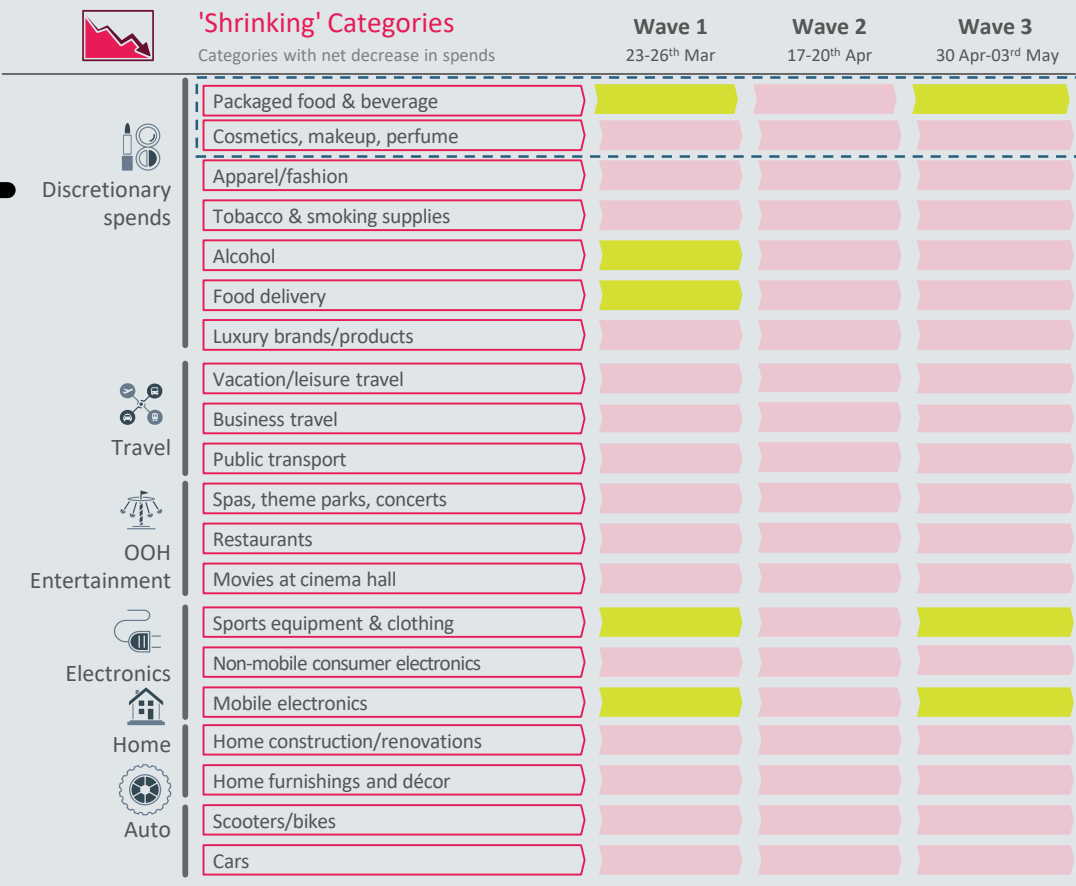 'Shrinking' Categories
Categories with net decrease in spends
Wave 1
23-26th Mar
Wave 2
17-20th Apr
Wave 3
30 Apr-03rd May
Discretionary
spends
Packaged food & beverage
Cosmetics, makeup, perfume
Apparel/fashion
Tobacco & smoking supplies
Alcohol
Food delivery
Luxury brands/products
Travel
Vacation/leisure travel
Business travel
Public transport
OOH
Entertainment
Spas, theme parks, concerts
Restaurants
Movies at cinema hall
Electronics
Sports equipment & clothing
Non-mobile consumer electronics
Mobile electronics
Home
Home construction/renovations
Home furnishings and décor
Auto
Scooters/bikes
Cars